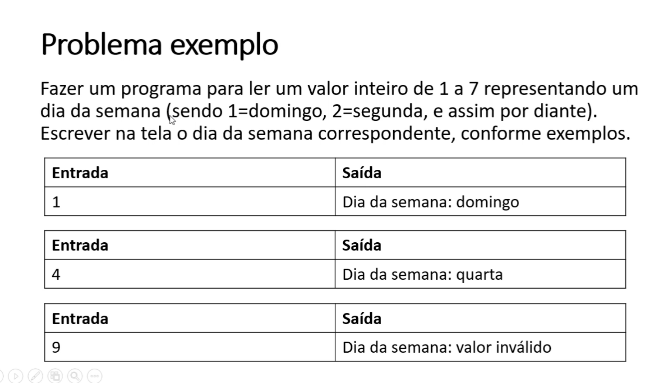 Problema exemplo
Fazer um programa para ler um valor inteiro de 1 a 7 representando um
dia da semana (sendo 1=domingo, 2=segunda, e assim por diante).
Escrever na tela o dia da semana correspondente, conforme exemplos.
Entrada Saída
1 Dia da semana: domingo
Entrada Saída
4 Dia da semana: quarta
Entrada Saída
9 Dia da semana: valor inválido